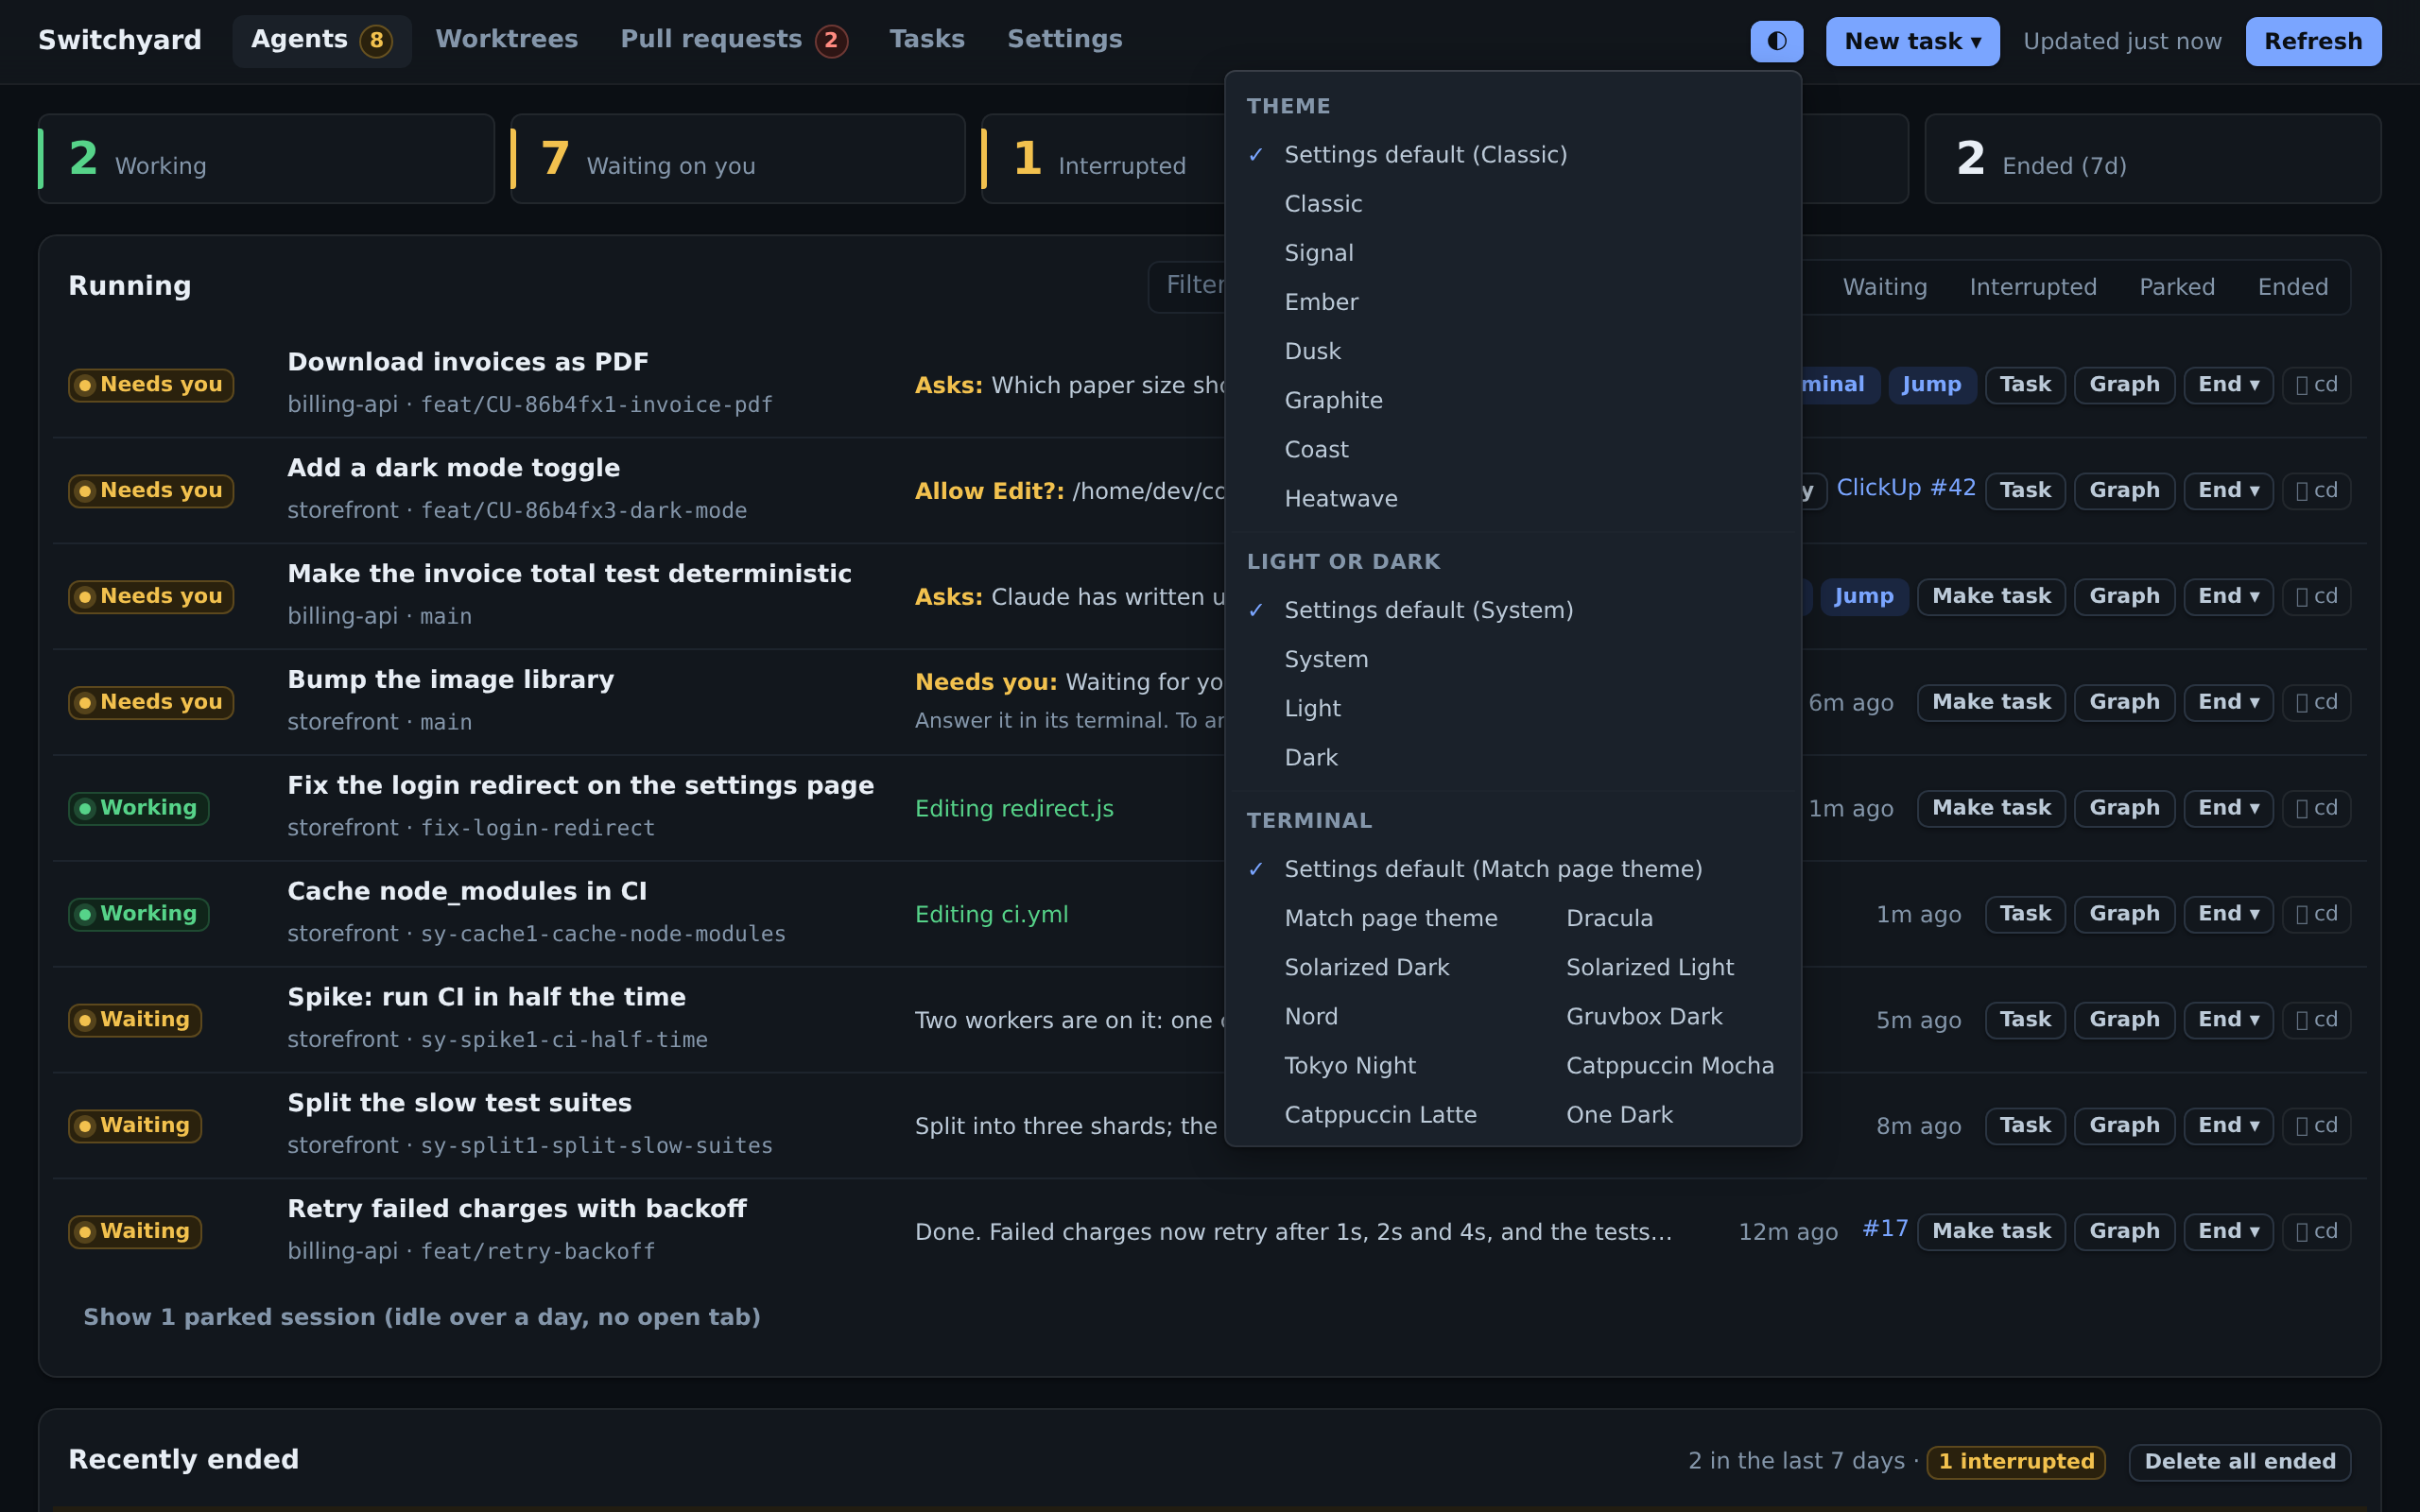 Switchyard Agents 8 Worktrees Pull requests 2 Tasks Settings ◐ New task ▾ Updated just now Refresh
2 Working 7 Waiting on you 1 Interrupted 2 Ended (7d)
Running Filter Waiting Interrupted Parked Ended
THEME
✓ Settings default (Classic)
Classic
Signal
Ember
Dusk
Graphite
Coast
Heatwave
LIGHT OR DARK
✓ Settings default (System)
System
Light
Dark
TERMINAL
✓ Settings default (Match page theme)
Match page theme Dracula
Solarized Dark Solarized Light
Nord Gruvbox Dark
Tokyo Night Catppuccin Mocha
Catppuccin Latte One Dark
Needs you Download invoices as PDF Asks: Which paper size Jump Task Graph End ▾ cd
billing-api · feat/CU-86b4fx1-invoice-pdf
Needs you Add a dark mode toggle Allow Edit?: ClickUp #42 Task Graph End ▾ cd
storefront · feat/CU-86b4fx3-dark-mode
Needs you Make the invoice total test deterministic Asks: Claude has written Jump Make task Graph End ▾ cd
billing-api · main
Needs you Bump the image library Needs you: Waiting for 6m ago Make task Graph End ▾ cd
storefront · main Answer it in its terminal. To
Working Fix the login redirect on the settings page Editing redirect.js 1m ago Make task Graph End ▾ cd
storefront · fix-login-redirect
Working Cache node_modules in CI Editing ci.yml 1m ago Task Graph End ▾ cd
storefront · sy-cache1-cache-node-modules
Waiting Spike: run CI in half the time Two workers are on it: one 5m ago Task Graph End ▾ cd
storefront · sy-spike1-ci-half-time
Waiting Split the slow test suites Split into three shards; the 8m ago Task Graph End ▾ cd
storefront · sy-split1-split-slow-suites
Waiting Retry failed charges with backoff Done. Failed charges now retry after 1s, 2s and 4s, and the tests… 12m ago #17 Make task Graph End ▾ cd
billing-api · feat/retry-backoff
Show 1 parked session (idle over a day, no open tab)
Recently ended 2 in the last 7 days · 1 interrupted Delete all ended